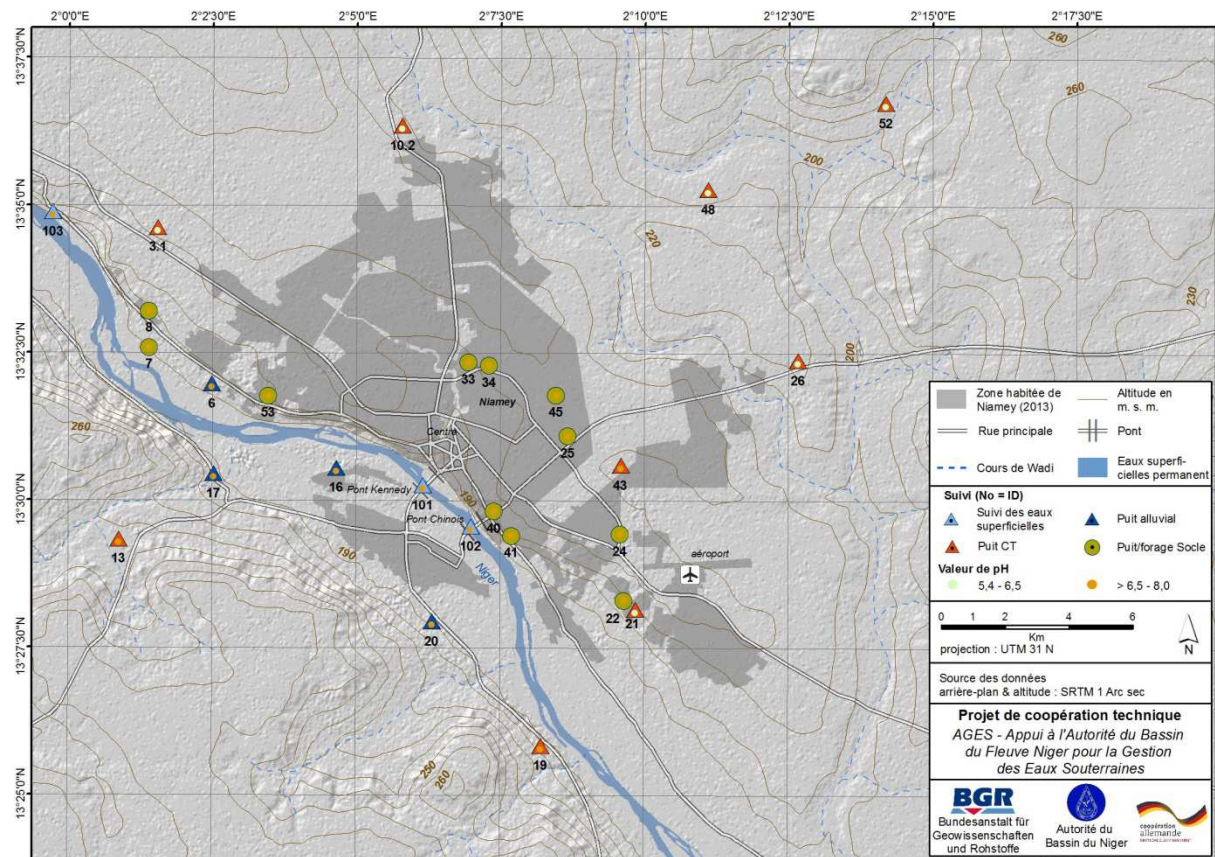 2°0'0"E
2°2'30"E
2°5'0"E
2°7'30"E
2°10'0"E
2°12'30"E
2°15'0"E
2°17'30"E
13°37'30"N
13°35'0"N
13°32'30"N
13°30'0"N
13°27'30"N
13°25'0"N
260
260
52
10.2
200
48
103
3.1
220
230
8
7
200
33
34
26
6
53
Niamey
45
260
Centre
25
17
16
43
Pont Kennedy
101
190
40
Pont Chinois
102
41
24
13
190
aéroport
Niger
22
21
20
19
250
260
Zone habitée de
Niamey (2013)
Altitude en
m. s. m.
Rue principale
Pont
Cours de Wadi
Eaux superfi-
cielles permanent
Suivi (No = ID)
Suivi des eaux
superficielles
Puit alluvial
Puit CT
Puit/forage Socle
Valeur de pH
5,4 - 6,5
> 6,5 - 8,0
0 1 2 4 6
Km
projection : UTM 31 N
N
Source des données
arrière-plan & altitude : SRTM 1 Arc sec
Projet de coopération technique
AGES - Appui à l'Autorité du Bassin
du Fleuve Niger pour la Gestion
des Eaux Souterraines
BGR
Bundesanstalt für
Geowissenschaften
und Rohstoffe
Autorité du
Bassin du Niger
coopération
allemande